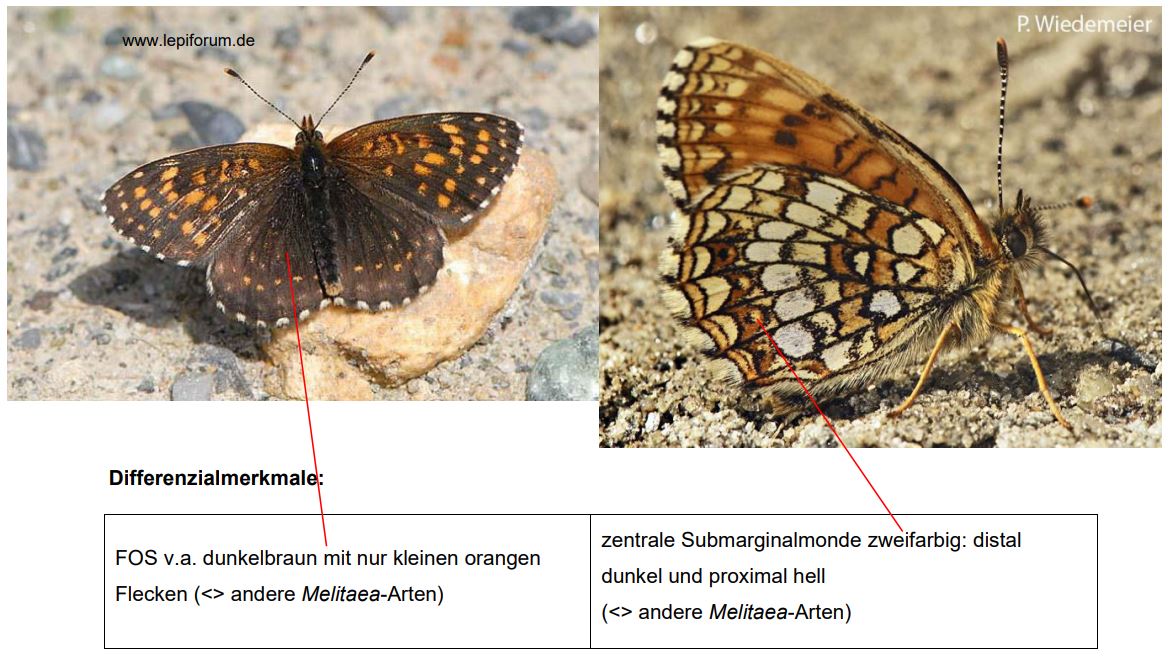 www.lepiforum.de
P. Wiedemeier
Differenzialmerkmale:
FOS v.a. dunkelbraun mit nur kleinen orangen
Flecken (<> andere Melitaea-Arten)
zentrale Submarginalmonde zweifarbig: distal
dunkel und proximal hell
(<> andere Melitaea-Arten)